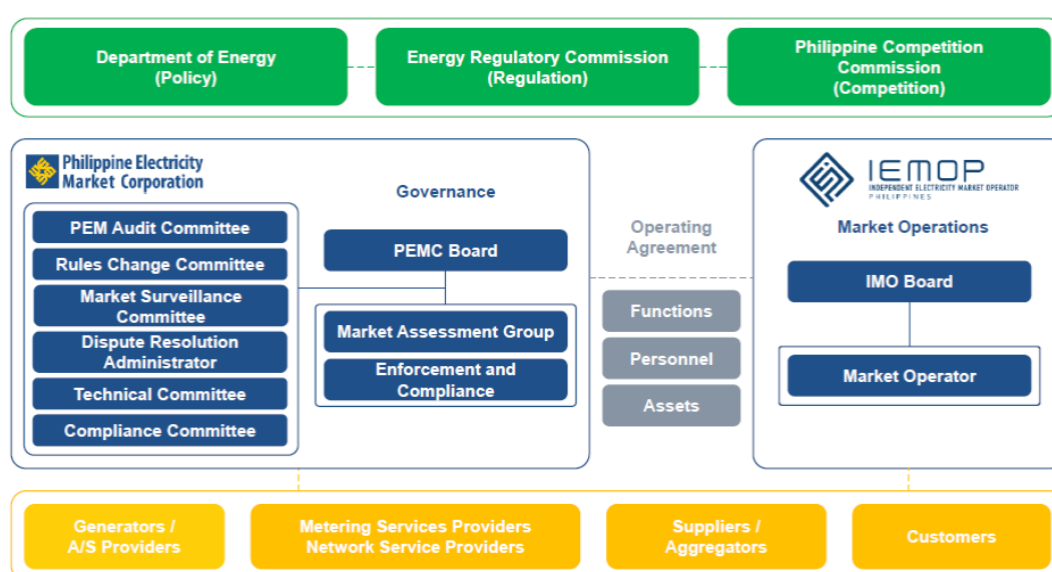 Department of Energy
(Policy)
Energy Regulatory Commission
(Regulation)
Philippine Competition
Commission
(Competition)
Philippine Electricity
Market Corporation
PEM Audit Committee
Rules Change Committee
Market Surveillance
Committee
Dispute Resolution
Administrator
Technical Committee
Compliance Committee
Governance
PEMC Board
Market Assessment Group
Enforcement and
Compliance
Operating
Agreement
Functions
Personnel
Assets
IEMOP
INDEPENDENT ELECTRICITY MARKET OPERATOR
PHILIPPINES
Market Operations
IMO Board
Market Operator
Generators /
A/S Providers
Metering Services Providers
Network Service Providers
Suppliers /
Aggregators
Customers